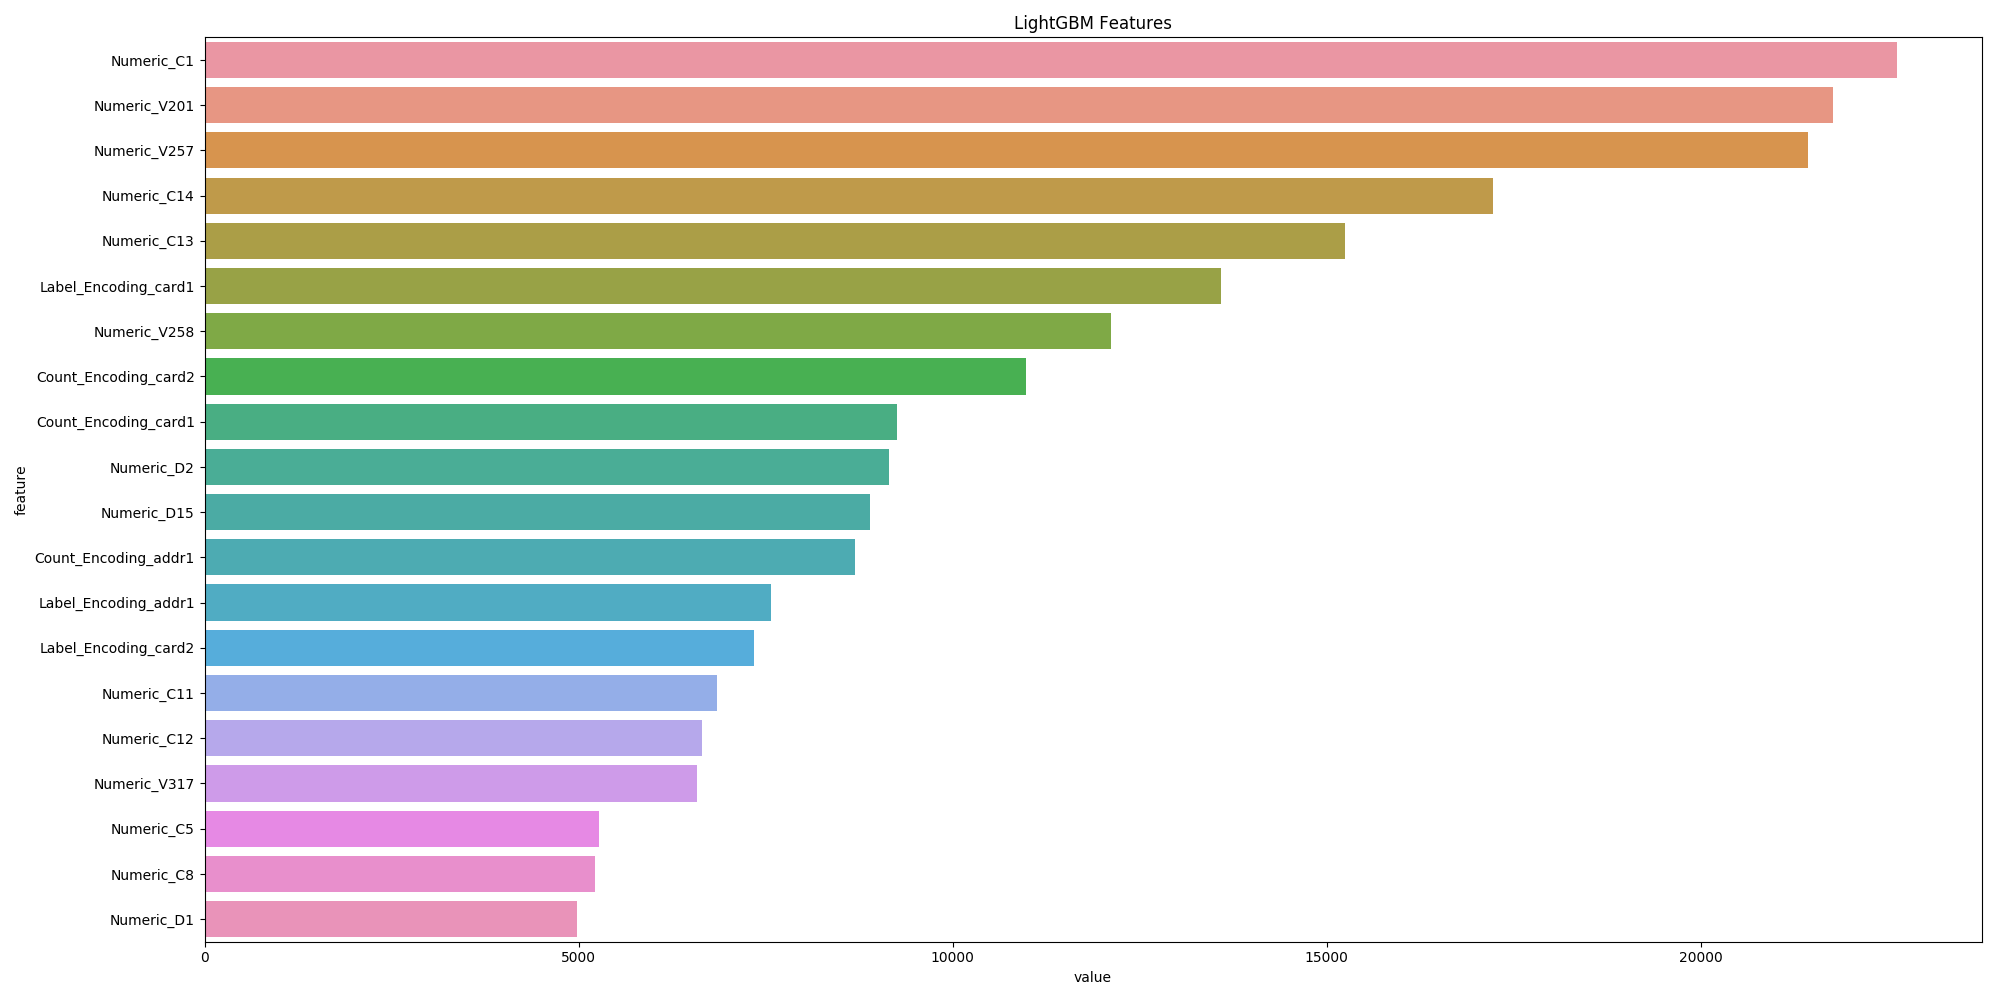 LightGBM Features
Numeric_C1
Numeric_V201
Numeric_V257
Numeric_C14
Numeric_C13
Label_Encoding_card1
Numeric_V258
Count_Encoding_card2
Count_Encoding_card1
Numeric_D2
Numeric_D15
Count_Encoding_addr1
Label_Encoding_addr1
Label_Encoding_card2
Numeric_C11
Numeric_C12
Numeric_V317
Numeric_C5
Numeric_C8
Numeric_D1
feature
0 5000 10000 15000 20000
value